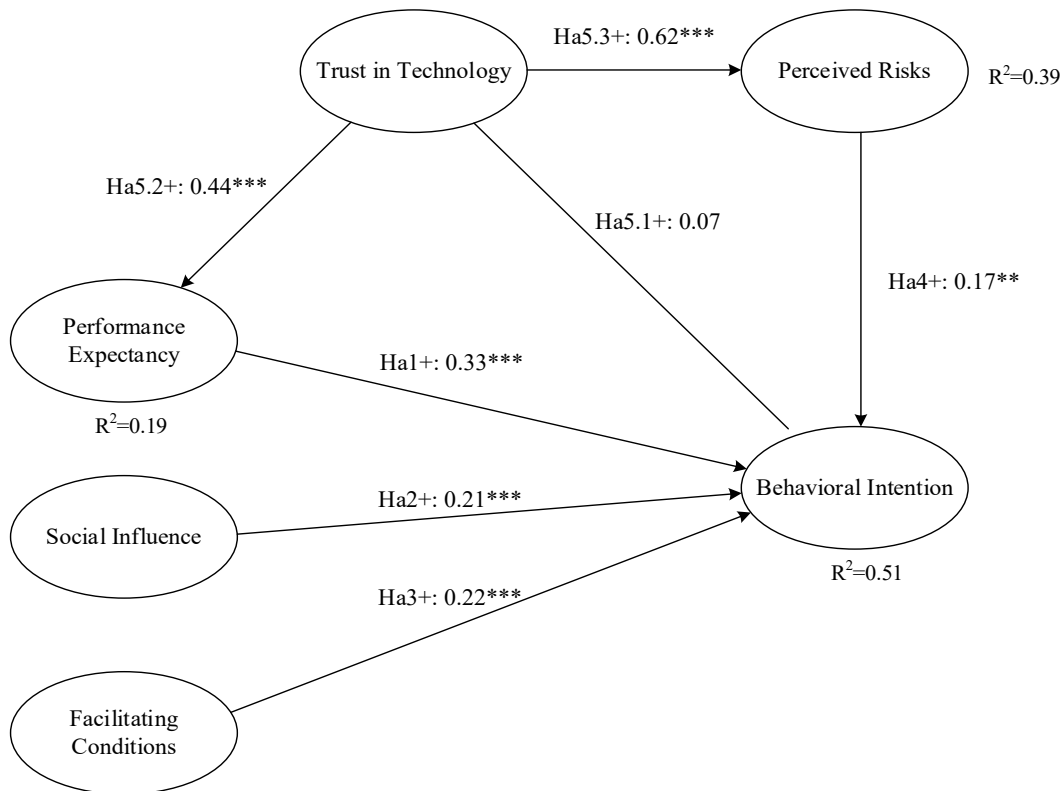 Ha5.3+: 0.62***
Trust in Technology
Perceived Risks
R²=0.39
Ha5.2+: 0.44***
Ha5.1+: 0.07
Ha4+: 0.17**
Performance
Expectancy
Ha1+: 0.33***
R²=0.19
Behavioral Intention
Ha2+: 0.21***
Social Influence
R²=0.51
Ha3+: 0.22***
Facilitating
Conditions